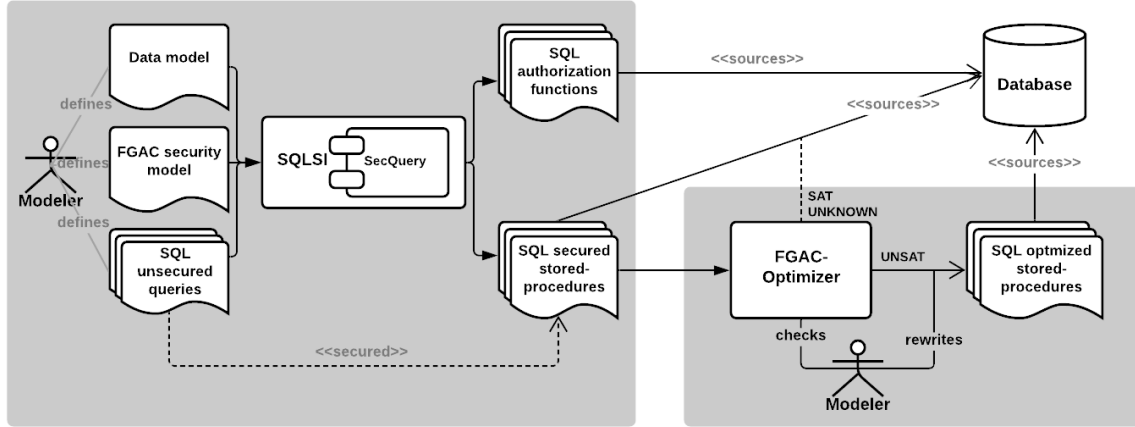 Data model
defines
FGAC security
model
defines
Modeler
defines
SQL
unsecured
queries
SQLSI
SecQuery
SQL
authorization
functions
SQL secured
stored-
procedures
<<secured>>
<<sources>>
<<sources>>
Database
<<sources>>
SAT
UNKNOWN
FGAC-
Optimizer
UNSAT
SQL optmized
stored-
procedures
checks
rewrites
Modeler